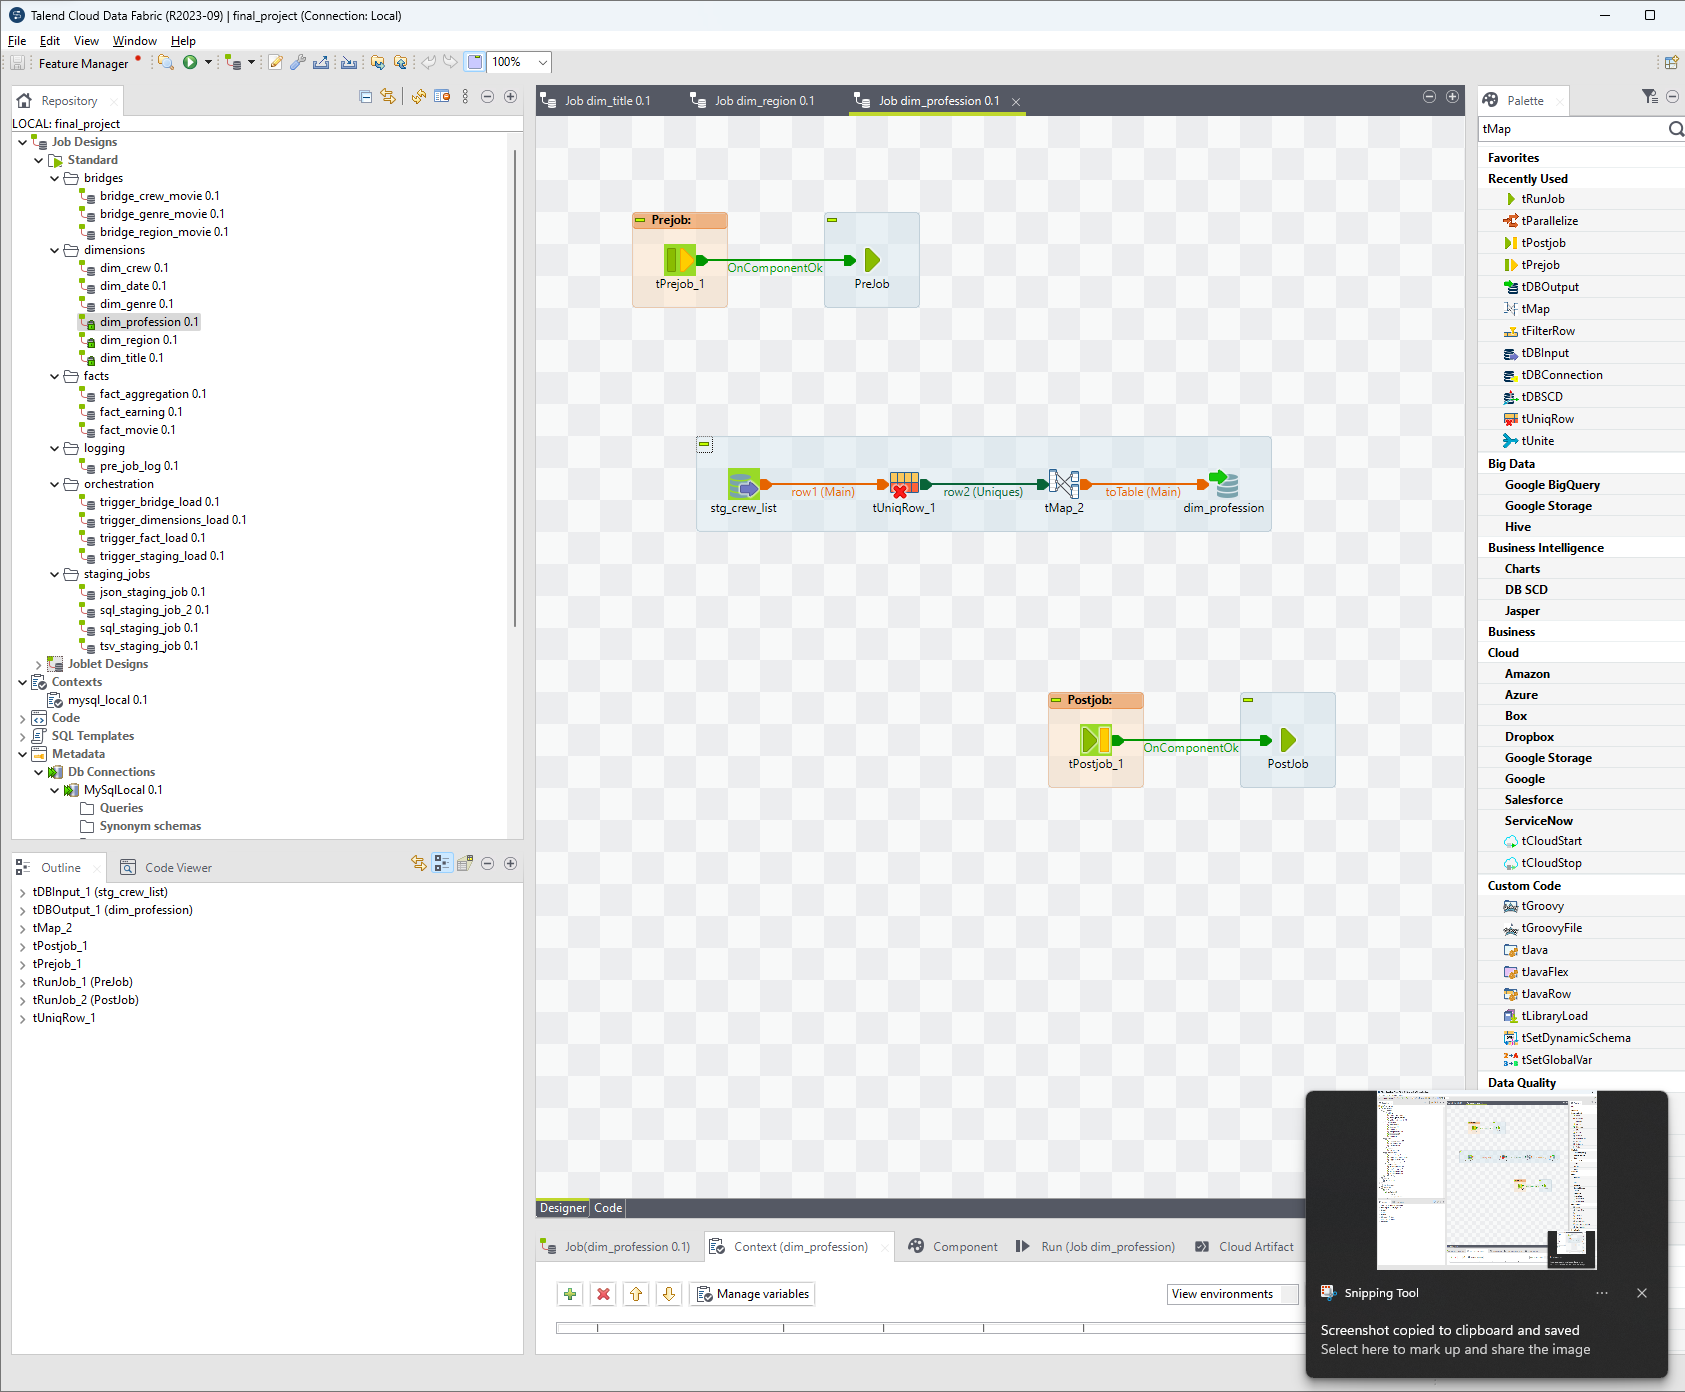 Talend Cloud Data Fabric (R2023-09) | final_project (Connection: Local)
File Edit View Window Help
Feature Manager 100%
Repository
LOCAL: final_project
Job Designs
Standard
bridges
bridge_crew_movie 0.1
bridge_genre_movie 0.1
bridge_region_movie 0.1
dimensions
dim_crew 0.1
dim_date 0.1
dim_genre 0.1
dim_profession 0.1
dim_region 0.1
dim_title 0.1
facts
fact_aggregation 0.1
fact_earning 0.1
fact_movie 0.1
logging
pre_job_log 0.1
orchestration
trigger_bridge_load 0.1
trigger_dimensions_load 0.1
trigger_fact_load 0.1
trigger_staging_load 0.1
staging_jobs
json_staging_job 0.1
sql_staging_job_2 0.1
sql_staging_job 0.1
tsv_staging_job 0.1
Joblet Designs
Contexts
mysql_local 0.1
Code
SQL Templates
Metadata
Db Connections
MySqlLocal 0.1
Queries
Synonym schemas
Outline Code Viewer
tDBInput_1 (stg_crew_list)
tDBOutput_1 (dim_profession)
tMap_2
tPostjob_1
tPrejob_1
tRunJob_1 (PreJob)
tRunJob_2 (PostJob)
tUniqRow_1
Job dim_title 0.1 Job dim_region 0.1 Job dim_profession 0.1
Prejob:
OnComponentOk
tPrejob_1 PreJob
row1 (Main) row2 (Uniques) toTable (Main)
stg_crew_list tUniqRow_1 tMap_2 dim_profession
Postjob:
OnComponentOk
tPostjob_1 PostJob
Designer Code
Job(dim_profession 0.1) Context (dim_profession) Component Run (Job dim_profession) Cloud Artifact
Manage variables View environments
Palette
tMap
Favorites
Recently Used
tRunJob
tParallelize
tPostjob
tPrejob
tDBOutput
tMap
tFilterRow
tDBInput
tDBConnection
tDBSCD
tUniqRow
tUnite
Big Data
Google BigQuery
Google Storage
Hive
Business Intelligence
Charts
DB SCD
Jasper
Business
Cloud
Amazon
Azure
Box
Dropbox
Google Storage
Google
Salesforce
ServiceNow
tCloudStart
tCloudStop
Custom Code
tGroovy
tGroovyFile
tJava
tJavaFlex
tJavaRow
tLibraryLoad
tSetDynamicSchema
tSetGlobalVar
Data Quality
Snipping Tool
Screenshot copied to clipboard and saved
Select here to mark up and share the image